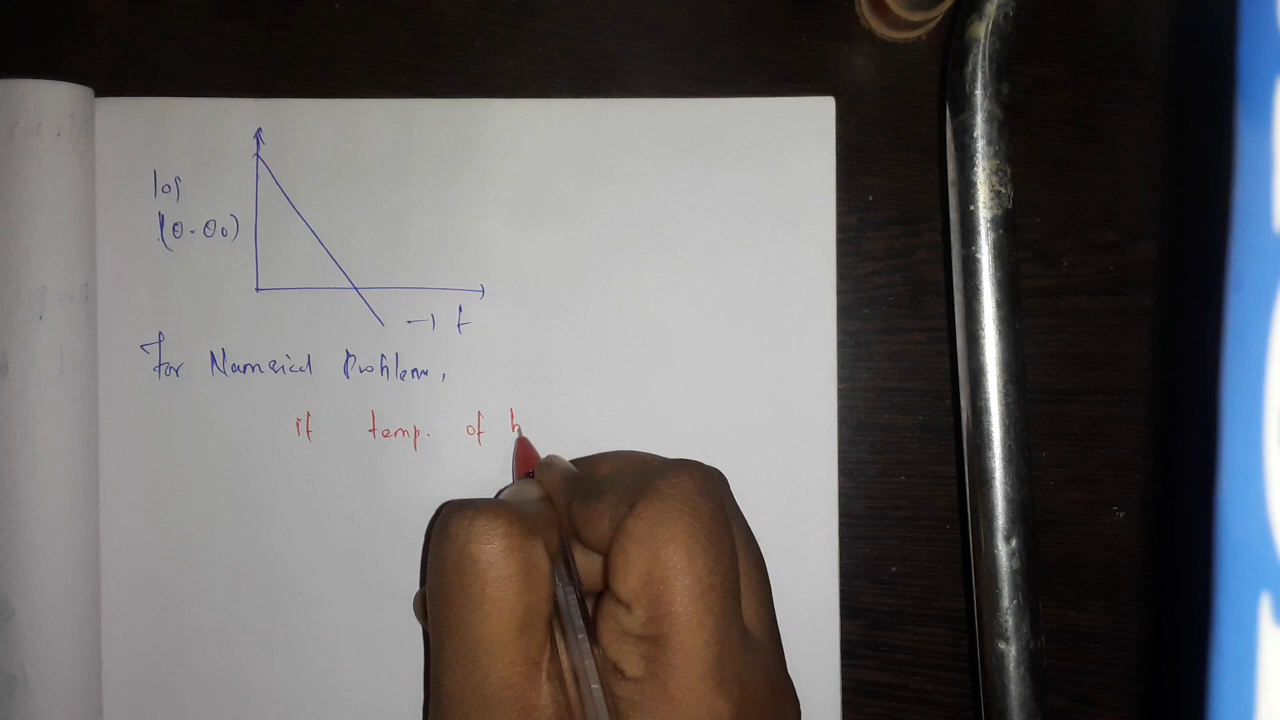 log
(θ-θ₀)
→ t
For Numerical Problem,
if temp. of